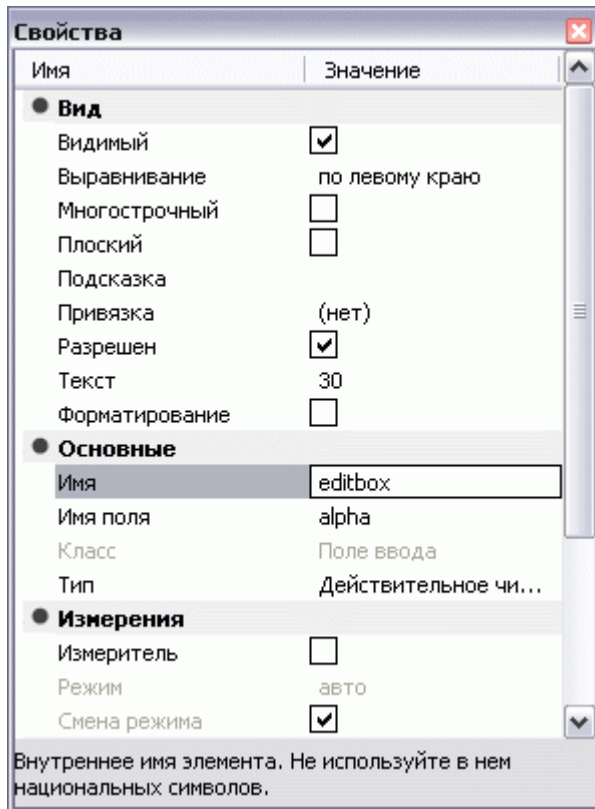 Свойства
Имя Значение
Вид
Видимый
Выравнивание по левому краю
Многострочный
Плоский
Подсказка
Привязка (нет)
Разрешен
Текст 30
Форматирование
Основные
Имя editbox
Имя поля alpha
Класс Поле ввода
Тип Действительное чи...
Измерения
Измеритель
Режим авто
Смена режима
Внутреннее имя элемента. Не используйте в нем
национальных символов.